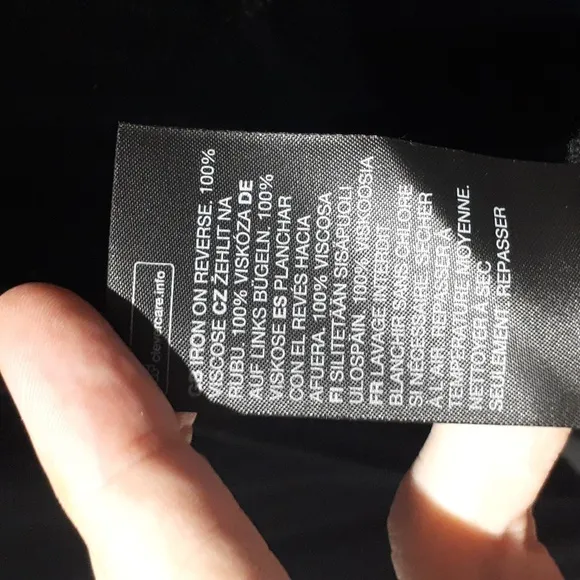 clevercare.info
GB IRON ON REVERSE. 100%
VISCOSE CZ ŽEHLIT NA
RUBU. 100% VISKÓZA DE
AUF LINKS BÜGELN. 100%
VISKOSE ES PLANCHAR
CON EL REVES HACIA
AFUERA. 100% VISCOSA
FI SILITETÄÄN SISÄPUOLI
ULOSPAIN. 100% VISKOOSIA
FR LAVAGE INTERDIT
BLANCHIR SANS CHLORE
SI NÉCESSAIRE. SÉCHER
À L'AIR. REPASSER À
TEMPÉRATURE MOYENNE.
NETTOYER À SEC
SEULEMENT. REPASSER